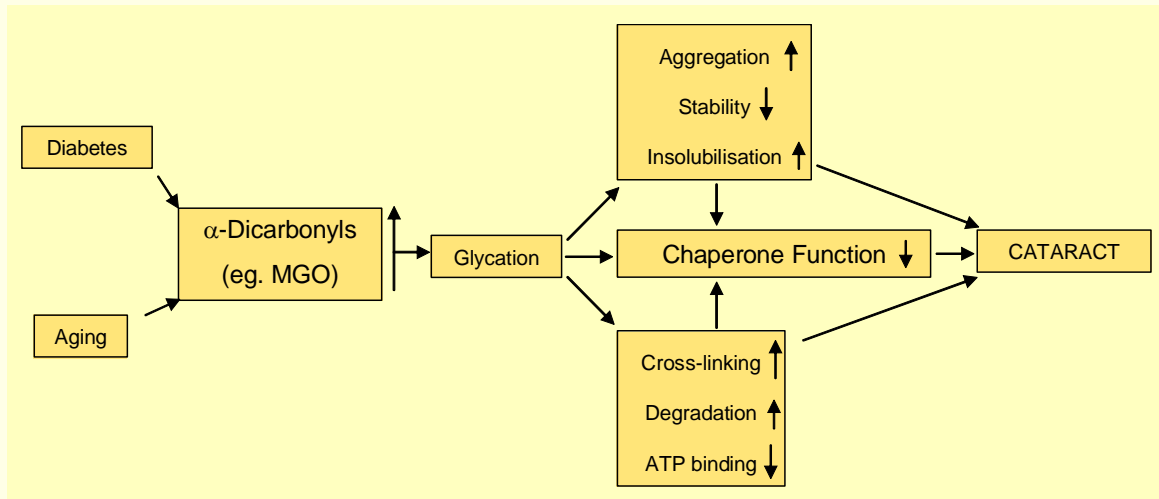 Diabetes
Aging
α-Dicarbonyls
(eg. MGO)
Glycation
Aggregation
Stability
Insolubilisation
Chaperone Function
Cross-linking
Degradation
ATP binding
CATARACT